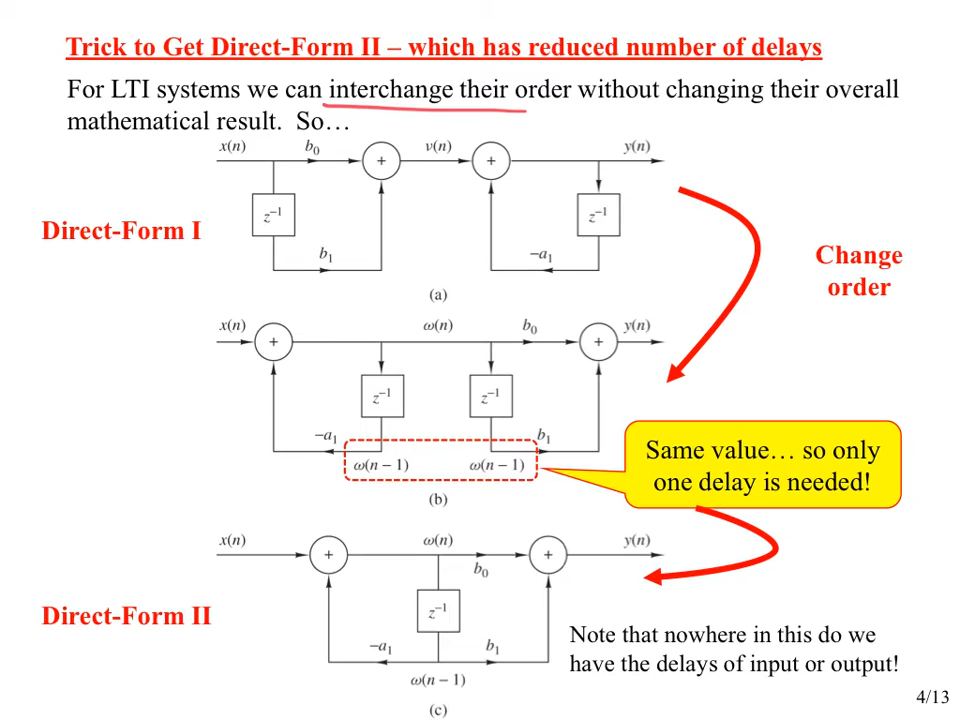 Trick to Get Direct-Form II – which has reduced number of delays
For LTI systems we can interchange their order without changing their overall
mathematical result. So…
x(n) b₀ v(n) y(n)
+ +
z⁻¹ z⁻¹
Direct-Form I
b₁ –a₁
Change
order
(a)
x(n) ω(n) b₀ y(n)
+ +
z⁻¹ z⁻¹
–a₁ b₁
ω(n – 1) ω(n – 1)
Same value… so only
one delay is needed!
(b)
x(n) ω(n) y(n)
+ +
b₀
z⁻¹
Direct-Form II
–a₁ b₁
ω(n – 1)
Note that nowhere in this do we
have the delays of input or output!
(c)
4/13